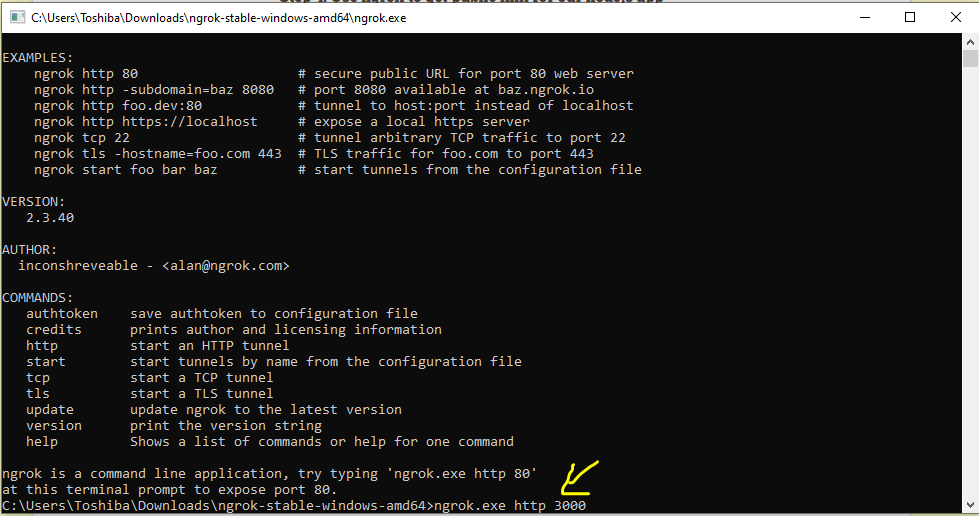 C:\Users\Toshiba\Downloads\ngrok-stable-windows-amd64\ngrok.exe
EXAMPLES:
    ngrok http 80                    # secure public URL for port 80 web server
    ngrok http -subdomain=baz 8080   # port 8080 available at baz.ngrok.io
    ngrok http foo.dev:80            # tunnel to host:port instead of localhost
    ngrok http https://localhost     # expose a local https server
    ngrok tcp 22                     # tunnel arbitrary TCP traffic to port 22
    ngrok tls -hostname=foo.com 443  # TLS traffic for foo.com to port 443
    ngrok start foo bar baz          # start tunnels from the configuration file
VERSION:
   2.3.40
AUTHOR:
  inconshreveable - <alan@ngrok.com>
COMMANDS:
   authtoken    save authtoken to configuration file
   credits      prints author and licensing information
   http         start an HTTP tunnel
   start        start tunnels by name from the configuration file
   tcp          start a TCP tunnel
   tls          start a TLS tunnel
   update       update ngrok to the latest version
   version      print the version string
   help         Shows a list of commands or help for one command
ngrok is a command line application, try typing 'ngrok.exe http 80'
at this terminal prompt to expose port 80.
C:\Users\Toshiba\Downloads\ngrok-stable-windows-amd64>ngrok.exe http 3000